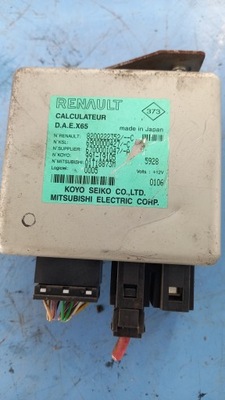 RENAULT
373
CALCULATEUR
D.A.E.X65
made in Japan
N°RENAULT:
N°KSL:
N°SUPPLIER:
N°KOYO:
5928
N°MITSUBISHI:
Logiciel: 0005
Volts: +12V
0106
KOYO SEIKO CO.,LTD.
MITSUBISHI ELECTRIC CORP.